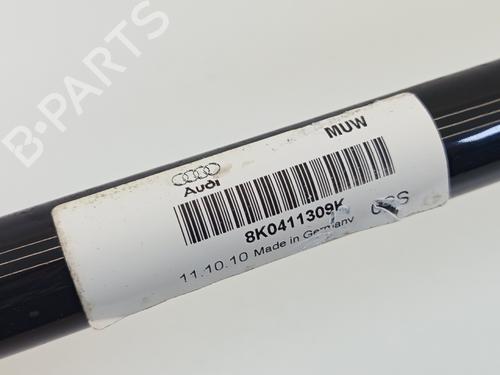 B-PARTS
MUW
Audi
8K0411309K
11.10.10 Made in Germany